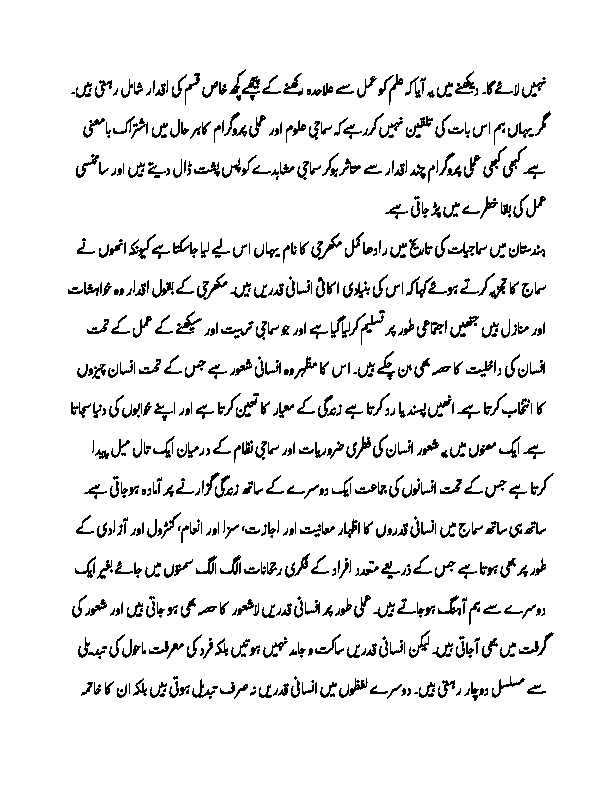 نہیں لائے گا۔ دیکھنے میں یہ آیا کہ علم کو عمل سے علاحدہ رکھنے کے پیچھے کچھ خاص قسم کی اقدار شامل رہتی ہیں۔
مگر یہاں ہم اس بات کی تلقین نہیں کررہے کہ سماجی علوم اور عملی پروگرام کا ہر حال میں اشتراک بامعنی
ہے۔ کبھی کبھی عملی پروگرام چند اقدار سے متاثر ہوکر سماجی مشاہدے کو پس پشت ڈال دیتے ہیں اور سائنسی
عمل کی بقا خطرے میں پڑ جاتی ہے۔
ہندستان میں سماجیات کی تاریخ میں رادھا کمل مکھرجی کا نام یہاں اس لیے لیا جاسکتا ہے کیونکہ انھوں نے
سماج کا تجزیہ کرتے ہوئے کہا کہ اس کی بنیادی اکائی انسانی قدریں ہیں۔ مکھرجی کے بقول اقدار وہ خواہشات
اور منازل ہیں جنھیں اجتماعی طور پر تسلیم کرلیا گیا ہے اور جو سماجی تربیت اور سیکھنے کے عمل کے تحت
انسان کی داخلیت کا حصہ بھی بن چکے ہیں۔ اس کا مظہر وہ انسانی شعور ہے جس کے تحت انسان چیزوں
کا انتخاب کرتا ہے۔ انھیں پسند یا رد کرتا ہے زندگی کے معیار کا تعین کرتا ہے اور اپنے خوابوں کی دنیا سجاتا
ہے۔ ایک معنوں میں یہ شعور انسان کی فطری ضروریات اور سماجی نظام کے درمیان ایک تال میل پیدا
کرتا ہے جس کے تحت انسانوں کی جماعت ایک دوسرے کے ساتھ زندگی گزارنے پر آمادہ ہوجاتی ہے۔
ساتھ ہی ساتھ سماج میں انسانی قدروں کا اظہار معانیت اور اجازت، سزا اور انعام، کنٹرول اور آزادی کے
طور پر بھی ہوتا ہے جس کے ذریعے متعدد افراد کے فکری رجحانات الگ الگ سمتوں میں جائے بغیر ایک
دوسرے سے ہم آہنگ ہوجاتے ہیں۔ عملی طور پر انسانی قدریں لاشعور کا حصہ بھی ہو جاتی ہیں اور شعور کی
گرفت میں بھی آجاتی ہیں۔ لیکن انسانی قدریں ساکت و جامد نہیں ہوتیں بلکہ فرد کی معرفت ماحول کی تبدیلی
سے مسلسل دوچار رہتی ہیں۔ دوسرے لفظوں میں انسانی قدریں نہ صرف تبدیل ہوتی ہیں بلکہ ان کا خاتمہ